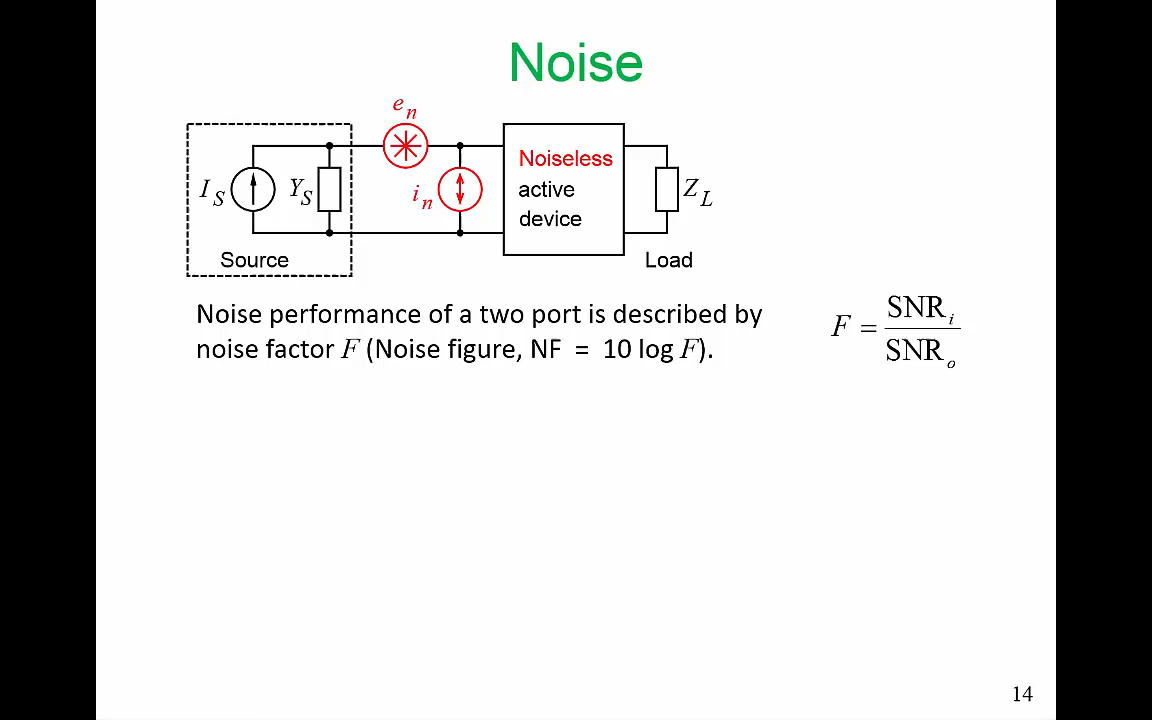 Noise
e_n
Noiseless
active
device
I_S
Y_S
i_n
Z_L
Source
Load
Noise performance of a two port is described by
noise factor F (Noise figure, NF = 10 log F).
F = SNR_i / SNR_o
14